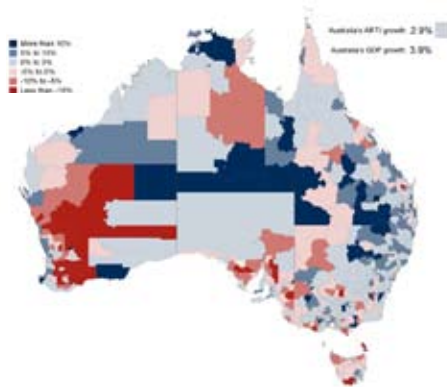 More than 10%
5% to 10%
0% to 5%
-5% to 0%
-10% to -5%
Less than -10%
Australia's ARTI growth 2.9%
Australia's GDP growth 3.9%